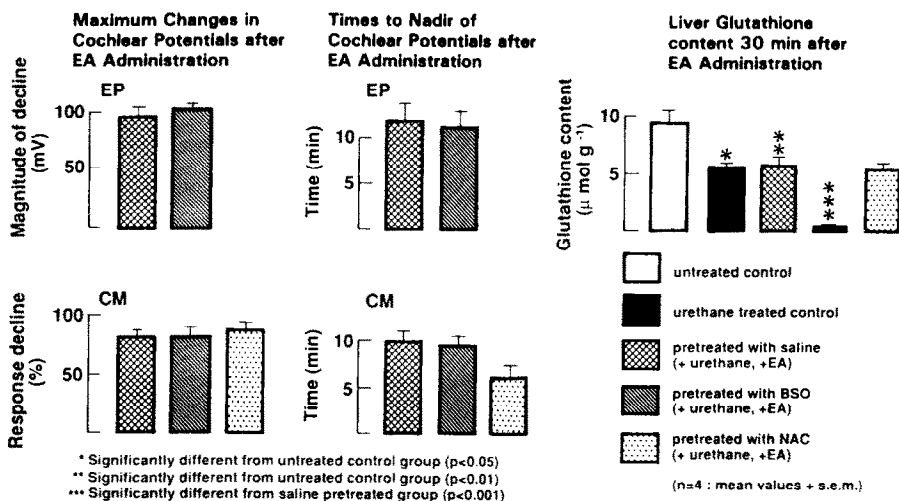 Maximum Changes in
Cochlear Potentials after
EA Administration
EP
Magnitude of decline
(mV)
100
50
CM
Response decline
(%)
100
50
Times to Nadir of
Cochlear Potentials after
EA Administration
EP
Time (min)
10
5
CM
Time (min)
10
5
Liver Glutathione
content 30 min after
EA Administration
Glutathione content
(μ mol g⁻¹)
10
5
*
**
***
untreated control
urethane treated control
pretreated with saline
(+ urethane, +EA)
pretreated with BSO
(+ urethane, +EA)
pretreated with NAC
(+ urethane, +EA)
(n=4 : mean values + s.e.m.)
* Significantly different from untreated control group (p<0.05)
** Significantly different from untreated control group (p<0.01)
*** Significantly different from saline pretreated group (p<0.001)